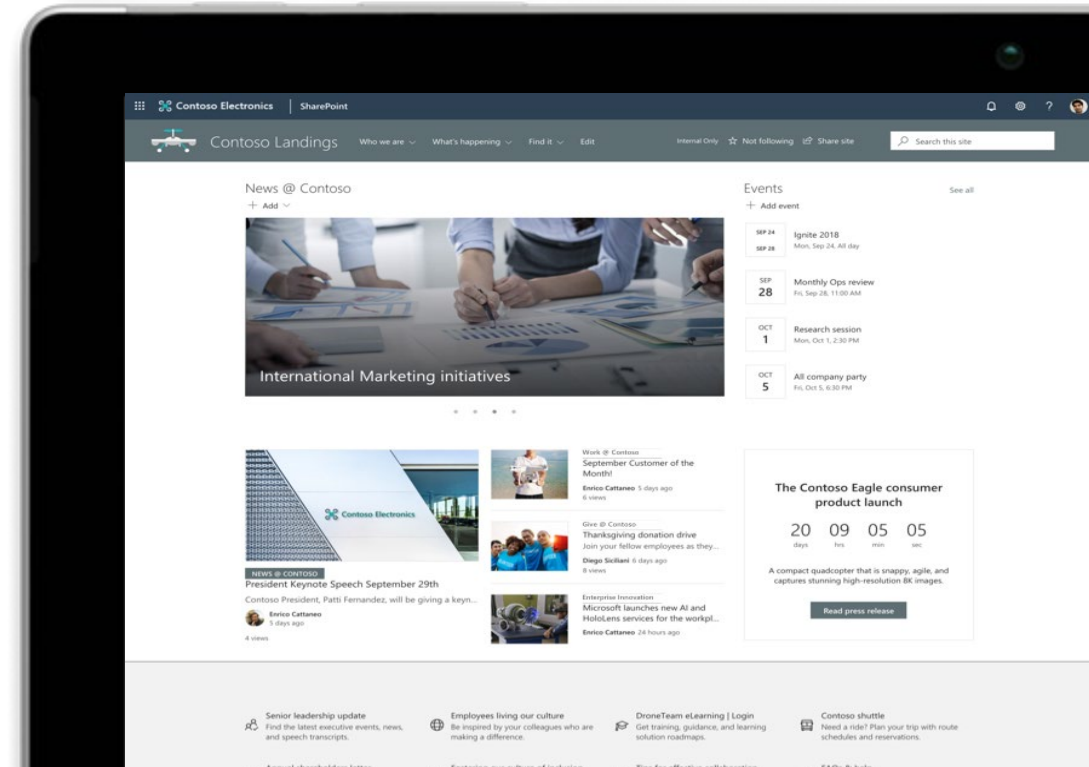 Contoso Electronics
SharePoint
?
Contoso Landings
Who we are
What's happening
Find it
Edit
Internal Only
Not following
Share site
Search this site
News @ Contoso
+ Add
International Marketing initiatives
Events
See all
+ Add event
SEP 24
SEP 28
Ignite 2018
Mon, Sep 24, All day
SEP
28
Monthly Ops review
Fri, Sep 28, 11:00 AM
OCT
1
Research session
Mon, Oct 1, 2:30 PM
OCT
5
All company party
Fri, Oct 5, 6:30 PM
Contoso Electronics
NEWS @ CONTOSO
President Keynote Speech September 29th
Contoso President, Patti Fernandez, will be giving a keyn...
Enrico Cattaneo
5 days ago
4 views
Work @ Contoso
September Customer of the
Month!
Enrico Cattaneo 5 days ago
6 views
Give @ Contoso
Thanksgiving donation drive
Join your fellow employees as they...
Diego Siciliani 6 days ago
8 views
Enterprise Innovation
Microsoft launches new AI and
HoloLens services for the workpl...
Enrico Cattaneo 24 hours ago
The Contoso Eagle consumer
product launch
20 09 05 05
days hrs min sec
A compact quadcopter that is snappy, agile, and
captures stunning high-resolution 8K images.
Read press release
Senior leadership update
Find the latest executive events, news,
and speech transcripts.
Employees living our culture
Be inspired by your colleagues who are
making a difference.
DroneTeam eLearning | Login
Get training, guidance, and learning
solution roadmaps.
Contoso shuttle
Need a ride? Plan your trip with route
schedules and reservations.